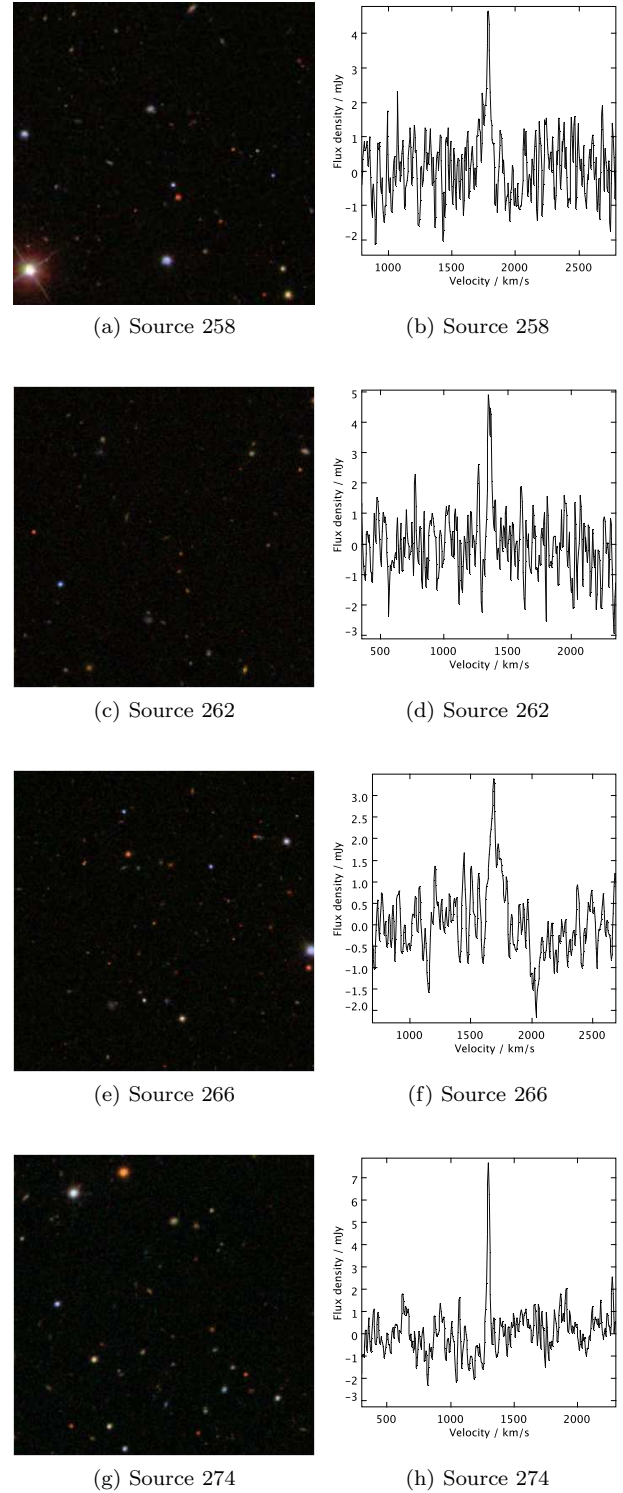 4
3
2
1
0
−1
−2
Flux density / mJy
1000 1500 2000 2500
Velocity / km/s
(a) Source 258 (b) Source 258
5
4
3
2
1
0
−1
−2
−3
Flux density / mJy
500 1000 1500 2000
Velocity / km/s
(c) Source 262 (d) Source 262
3.0
2.5
2.0
1.5
1.0
0.5
0.0
−0.5
−1.0
−1.5
−2.0
Flux density / mJy
1000 1500 2000 2500
Velocity / km/s
(e) Source 266 (f) Source 266
7
6
5
4
3
2
1
0
−1
−2
−3
Flux density / mJy
500 1000 1500 2000
Velocity / km/s
(g) Source 274 (h) Source 274